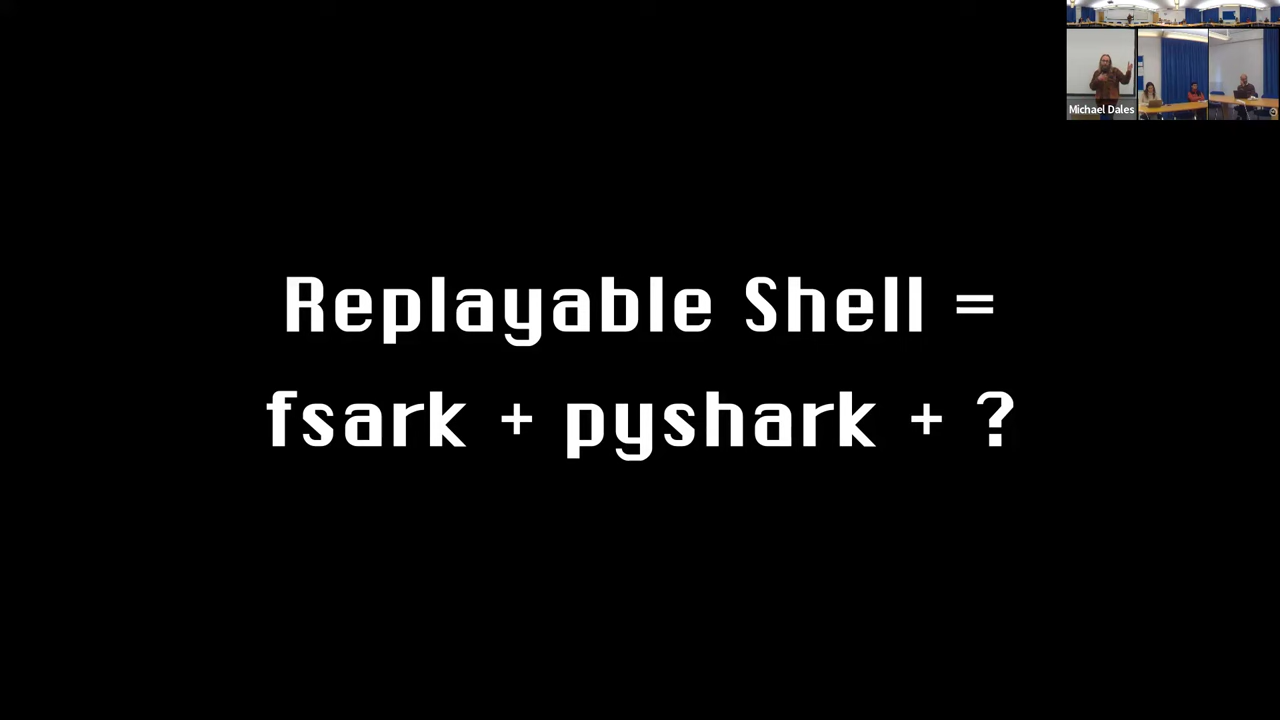 Michael Dales
Replayable Shell =
fsark + pyshark + ?